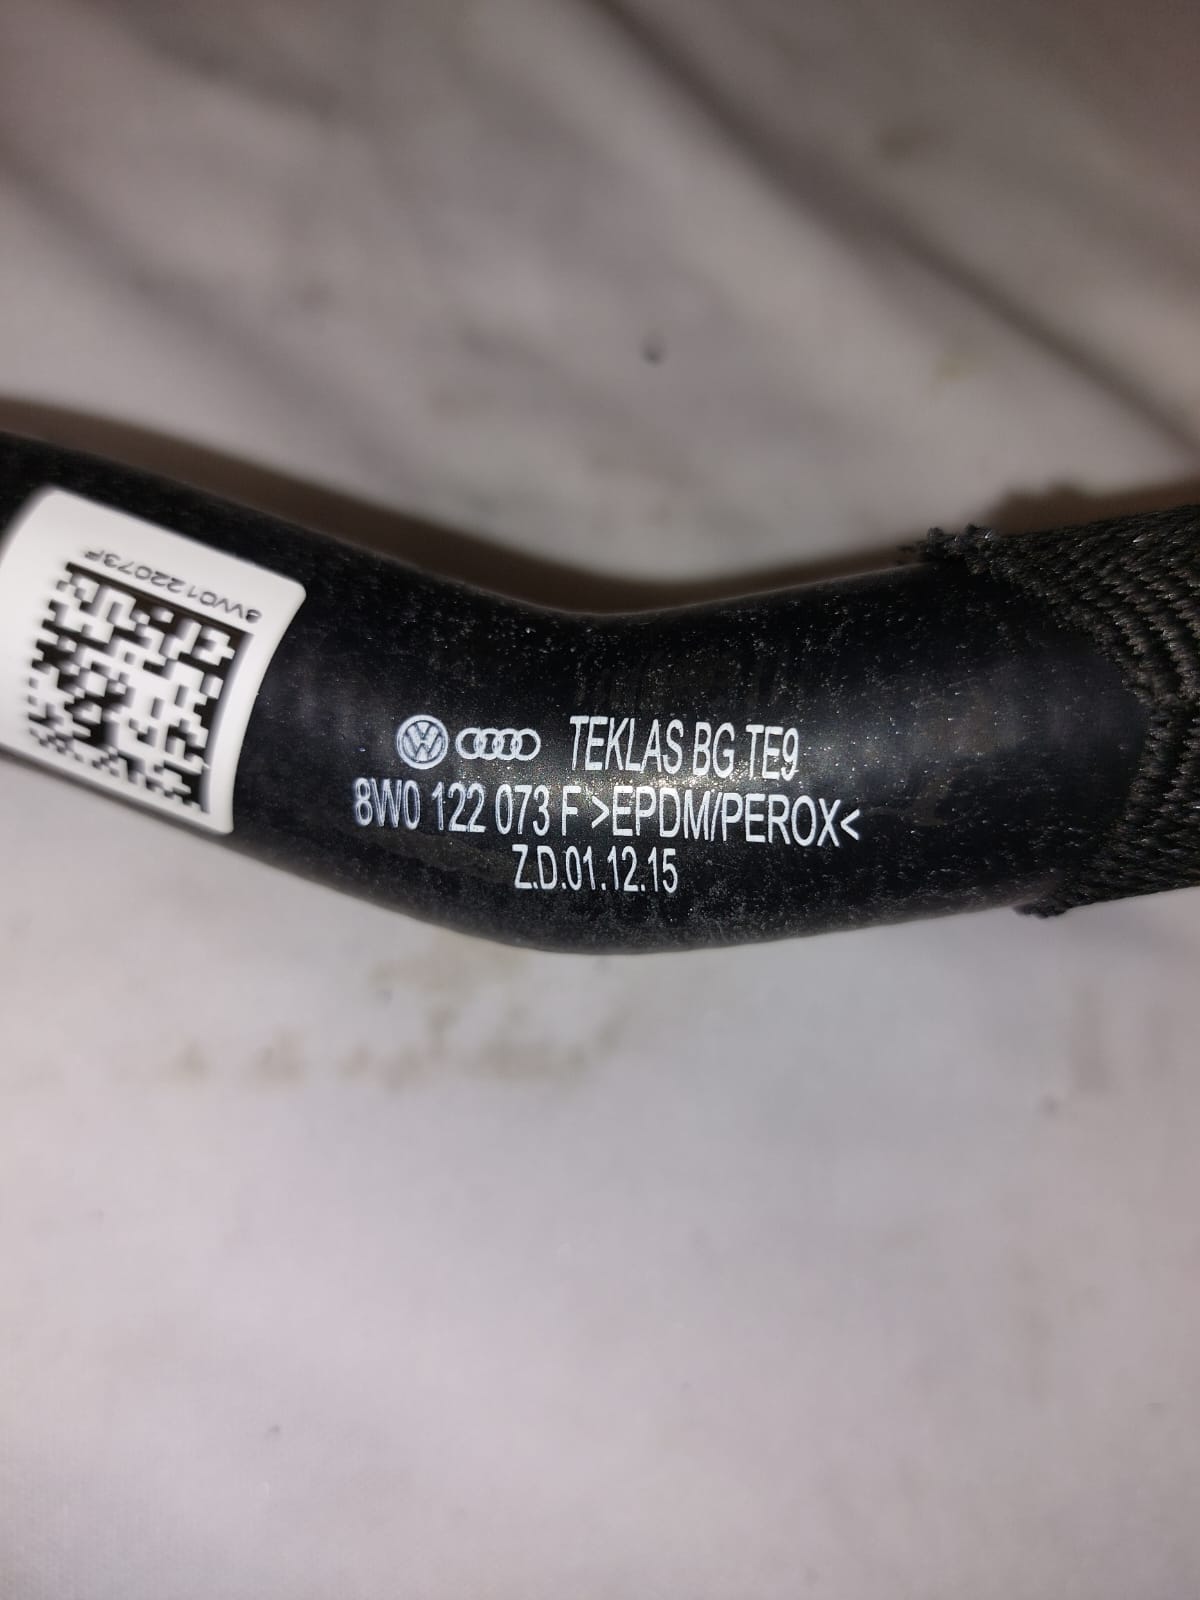 8W0122073F
TEKLAS BG TE9
8W0 122 073 F >EPDM/PEROX<
Z.D.01.12.15